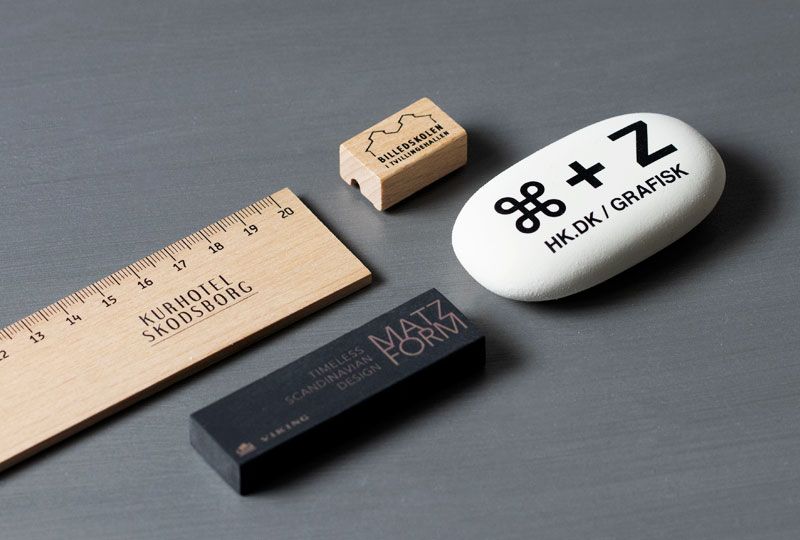 BILLEDSKOLEN
I TVILLINGEHALLEN
⌘ + Z
HK.DK / GRAFISK
12 13 14 15 16 17 18 19 20
KURHOTEL
SKODSBORG
MATZ
FORM
TIMELESS
SCANDINAVIAN
DESIGN
VIKING